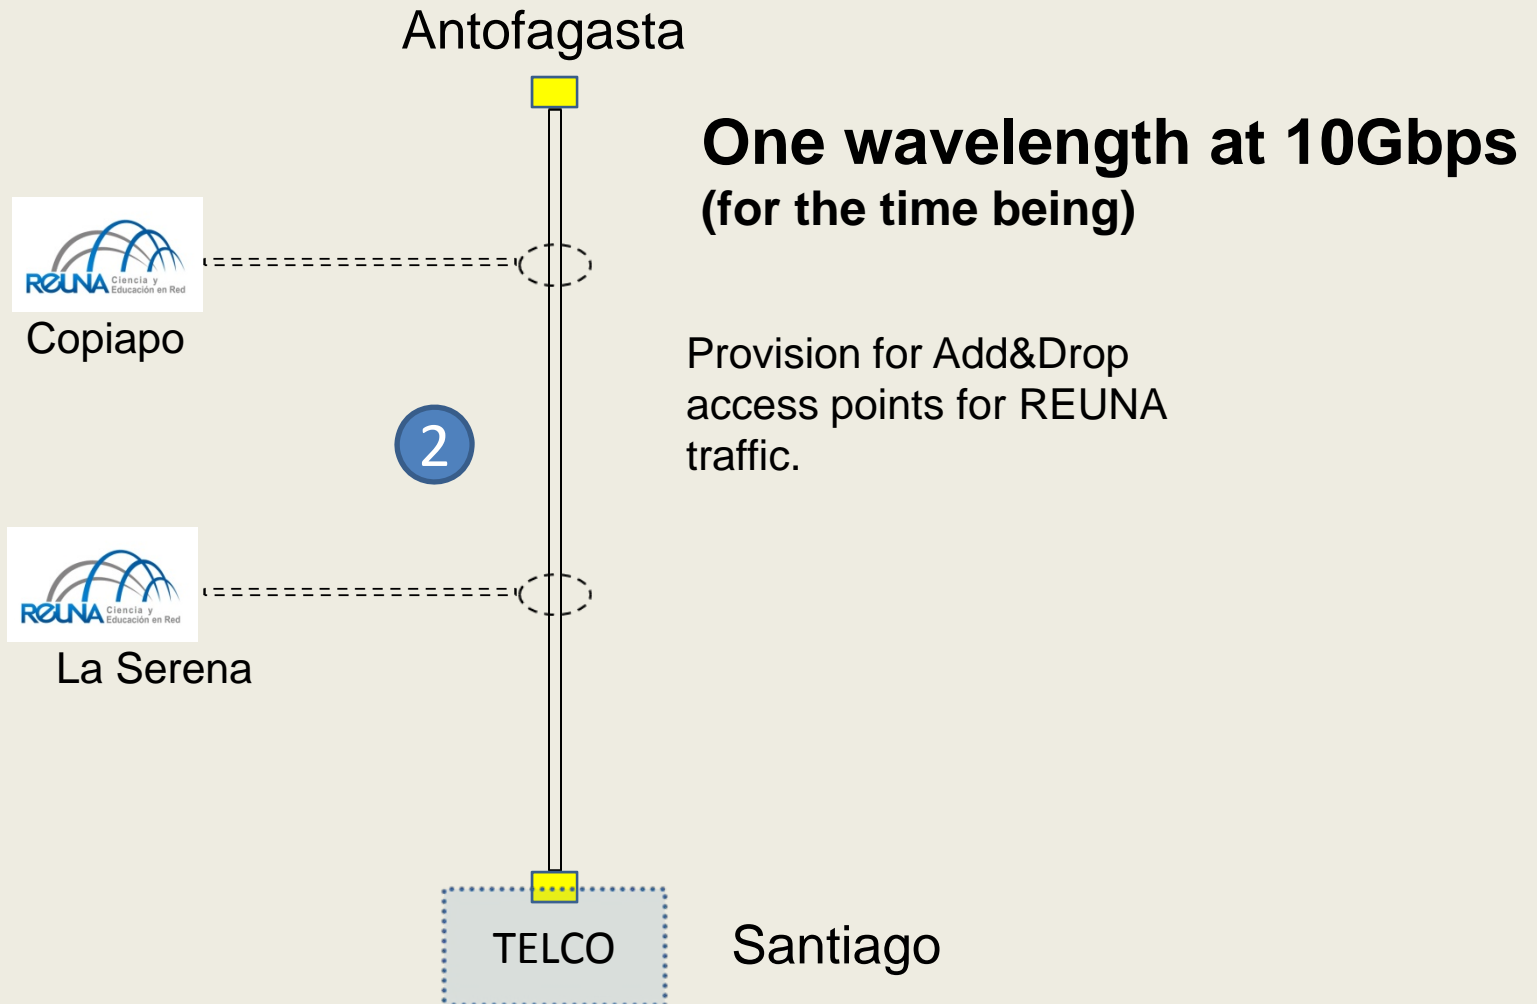 Antofagasta
One wavelength at 10Gbps
(for the time being)
REUNA Ciencia y
Educación en Red
Copiapo
Provision for Add&Drop
access points for REUNA
traffic.
2
REUNA Ciencia y
Educación en Red
La Serena
TELCO
Santiago